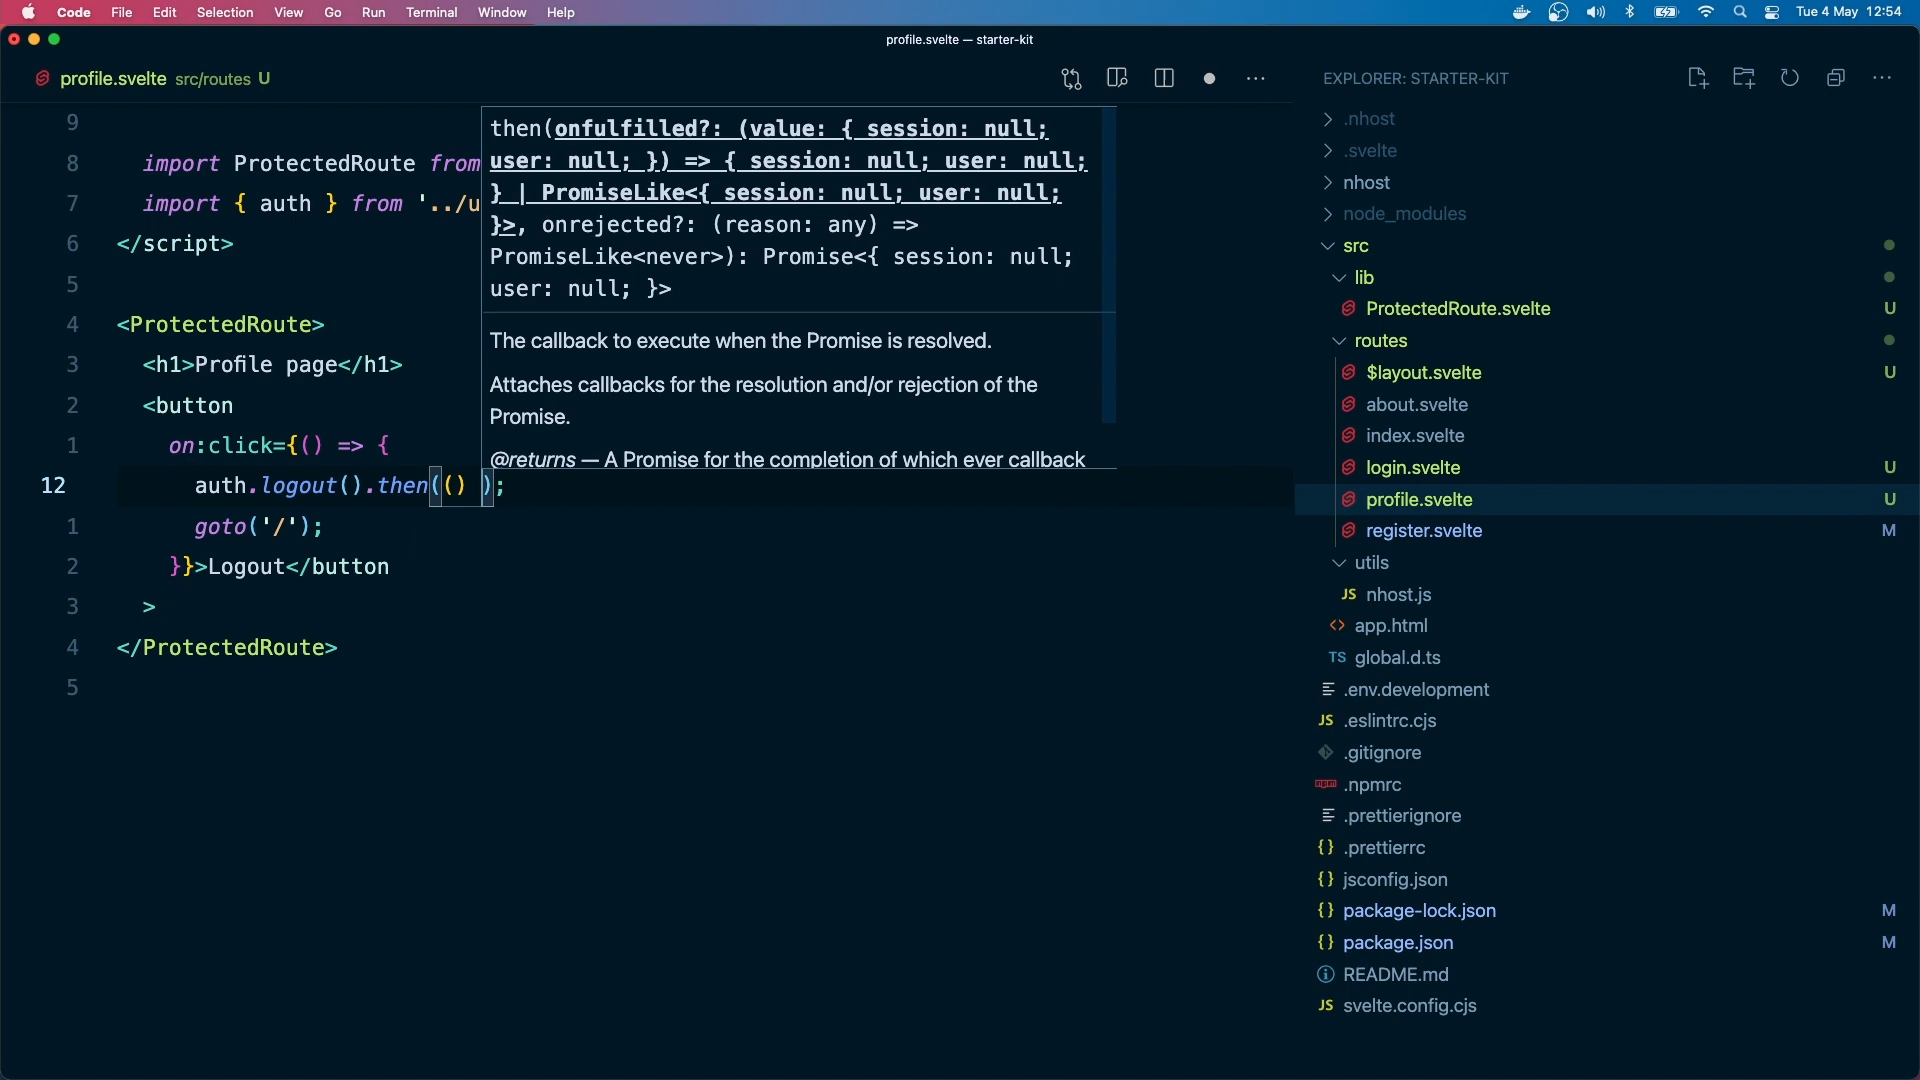 Code File Edit Selection View Go Run Terminal Window Help Tue 4 May 12:54
profile.svelte — starter-kit
profile.svelte src/routes U
EXPLORER: STARTER-KIT
9
8 import ProtectedRoute from
7 import { auth } from '../u
6 </script>
5
4 <ProtectedRoute>
3 <h1>Profile page</h1>
2 <button
1 on:click={() => {
12 auth.logout().then(() );
1 goto('/');
2 }}>Logout</button
3 >
4 </ProtectedRoute>
5
then(onfulfilled?: (value: { session: null;
user: null; }) => { session: null; user: null;
} | PromiseLike<{ session: null; user: null;
}>, onrejected?: (reason: any) =>
PromiseLike<never>): Promise<{ session: null;
user: null; }>
The callback to execute when the Promise is resolved.
Attaches callbacks for the resolution and/or rejection of the
Promise.
@returns — A Promise for the completion of which ever callback
.nhost
.svelte
nhost
node_modules
src
lib
ProtectedRoute.svelte U
routes
$layout.svelte U
about.svelte
index.svelte
login.svelte U
profile.svelte U
register.svelte M
utils
JS nhost.js
<> app.html
TS global.d.ts
.env.development
JS .eslintrc.cjs
.gitignore
npm .npmrc
.prettierignore
{} .prettierrc
{} jsconfig.json
{} package-lock.json M
{} package.json M
README.md
JS svelte.config.cjs